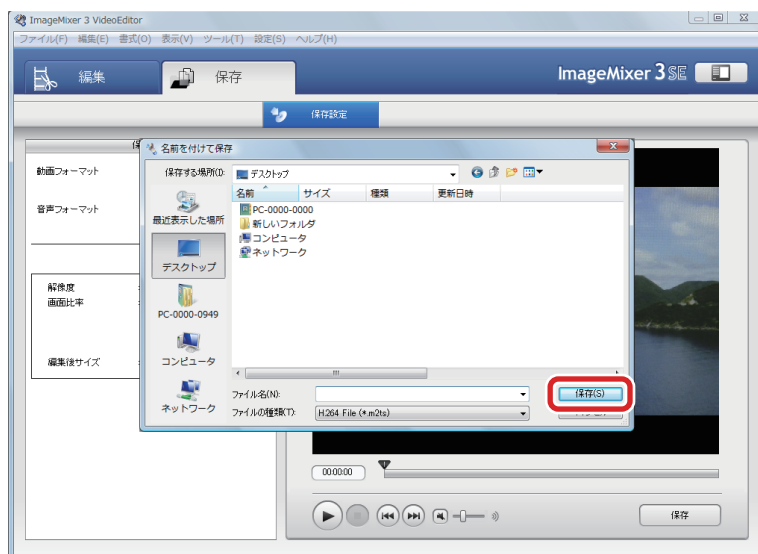 ImageMixer 3 VideoEditor
ファイル(F) 編集(E) 書式(O) 表示(V) ツール(T) 設定(S) ヘルプ(H)
編集
保存
ImageMixer 3 SE
保存設定
動画フォーマット
音声フォーマット
解像度
画面比率
編集後サイズ
名前を付けて保存
保存する場所(I):
デスクトップ
名前 サイズ 種類 更新日時
PC-0000-0000
新しいフォルダ
コンピュータ
ネットワーク
最近表示した場所
デスクトップ
PC-0000-0949
コンピュータ
ネットワーク
ファイル名(N):
保存(S)
ファイルの種類(T):
H.264 File (*.m2ts)
00:00:00
保存